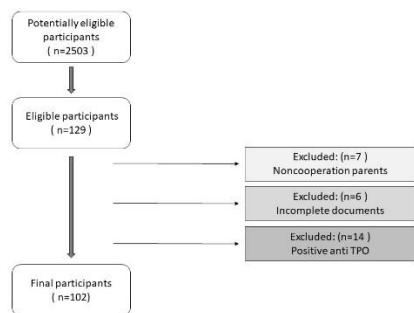 Potentially eligible
participants
( n=2503)
Eligible participants
( n=129)
Excluded: (n=7 )
Noncooperation parents
Excluded: (n=6 )
Incomplete documents
Excluded: (n=14 )
Positive anti TPO
Final participants
(n=102)